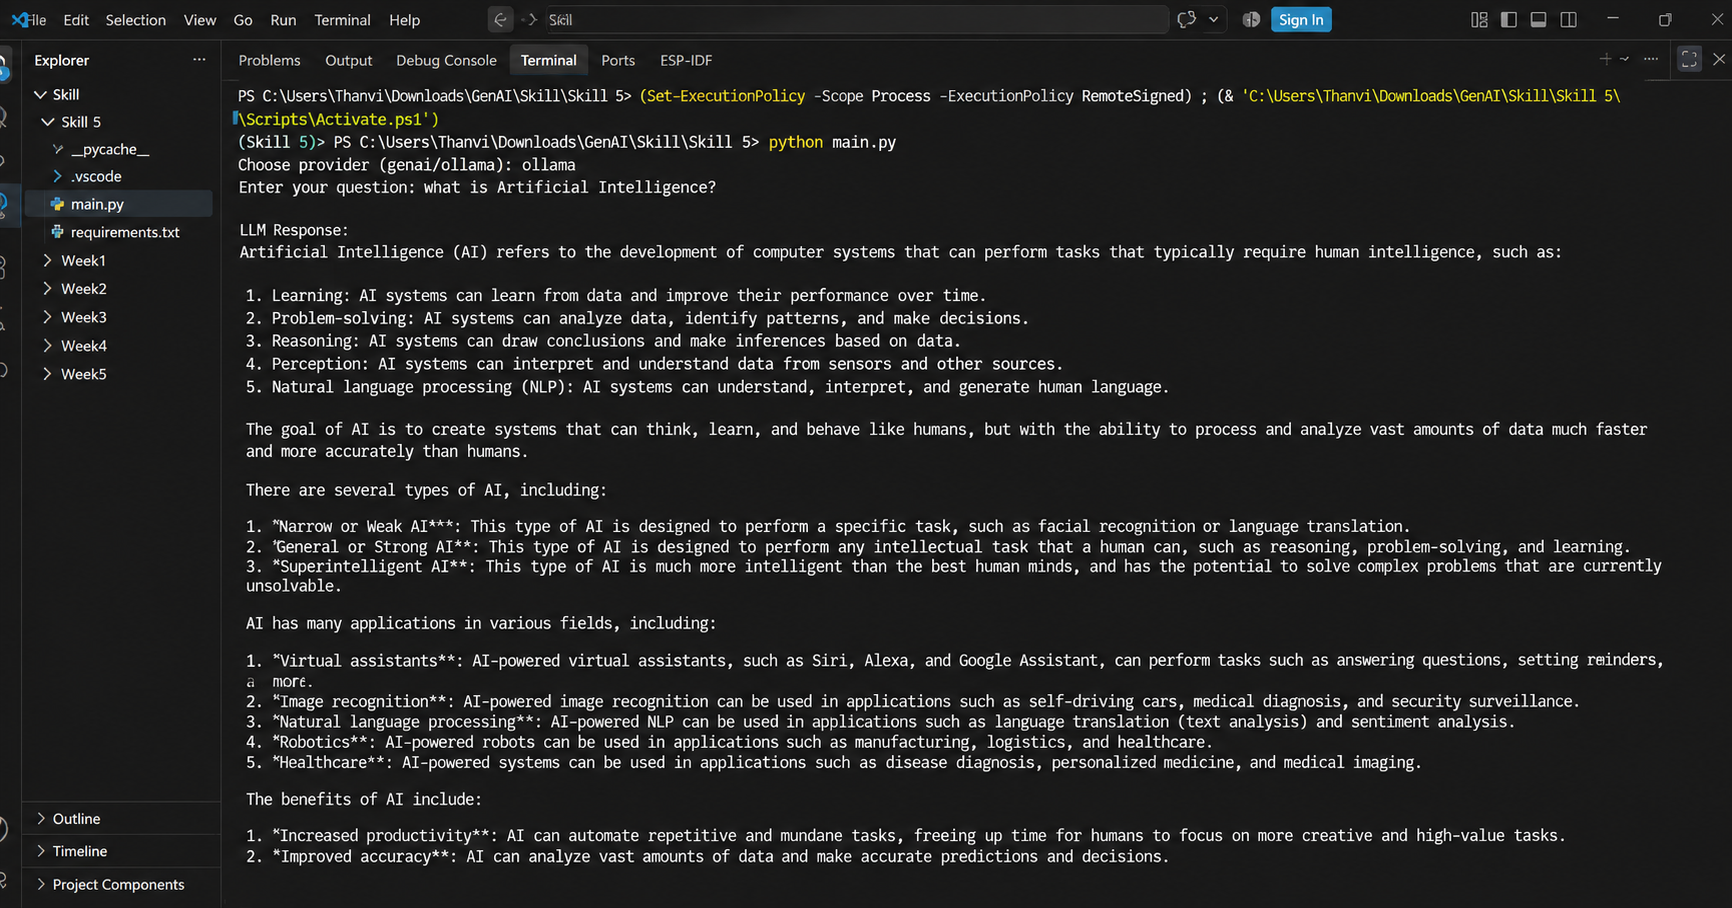 File Edit Selection View Go Run Terminal Help Skill Sign In
Explorer ...
Problems Output Debug Console Terminal Ports ESP-IDF
Skill
Skill 5
__pycache__
.vscode
main.py
requirements.txt
Week1
Week2
Week3
Week4
Week5
Outline
Timeline
Project Components
PS C:\Users\Thanvi\Downloads\GenAI\Skill\Skill 5> (Set-ExecutionPolicy -Scope Process -ExecutionPolicy RemoteSigned) ; (& 'C:\Users\Thanvi\Downloads\GenAI\Skill\Skill 5\
\Scripts\Activate.ps1')
(Skill 5)> PS C:\Users\Thanvi\Downloads\GenAI\Skill\Skill 5> python main.py
Choose provider (genai/ollama): ollama
Enter your question: what is Artificial Intelligence?
LLM Response:
Artificial Intelligence (AI) refers to the development of computer systems that can perform tasks that typically require human intelligence, such as:
1. Learning: AI systems can learn from data and improve their performance over time.
2. Problem-solving: AI systems can analyze data, identify patterns, and make decisions.
3. Reasoning: AI systems can draw conclusions and make inferences based on data.
4. Perception: AI systems can interpret and understand data from sensors and other sources.
5. Natural language processing (NLP): AI systems can understand, interpret, and generate human language.
The goal of AI is to create systems that can think, learn, and behave like humans, but with the ability to process and analyze vast amounts of data much faster
and more accurately than humans.
There are several types of AI, including:
1. *Narrow or Weak AI***: This type of AI is designed to perform a specific task, such as facial recognition or language translation.
2. *General or Strong AI**: This type of AI is designed to perform any intellectual task that a human can, such as reasoning, problem-solving, and learning.
3. *Superintelligent AI**: This type of AI is much more intelligent than the best human minds, and has the potential to solve complex problems that are currently
unsolvable.
AI has many applications in various fields, including:
1. *Virtual assistants**: AI-powered virtual assistants, such as Siri, Alexa, and Google Assistant, can perform tasks such as answering questions, setting reminders,
a more.
2. *Image recognition**: AI-powered image recognition can be used in applications such as self-driving cars, medical diagnosis, and security surveillance.
3. *Natural language processing**: AI-powered NLP can be used in applications such as language translation (text analysis) and sentiment analysis.
4. *Robotics**: AI-powered robots can be used in applications such as manufacturing, logistics, and healthcare.
5. *Healthcare**: AI-powered systems can be used in applications such as disease diagnosis, personalized medicine, and medical imaging.
The benefits of AI include:
1. *Increased productivity**: AI can automate repetitive and mundane tasks, freeing up time for humans to focus on more creative and high-value tasks.
2. *Improved accuracy**: AI can analyze vast amounts of data and make accurate predictions and decisions.